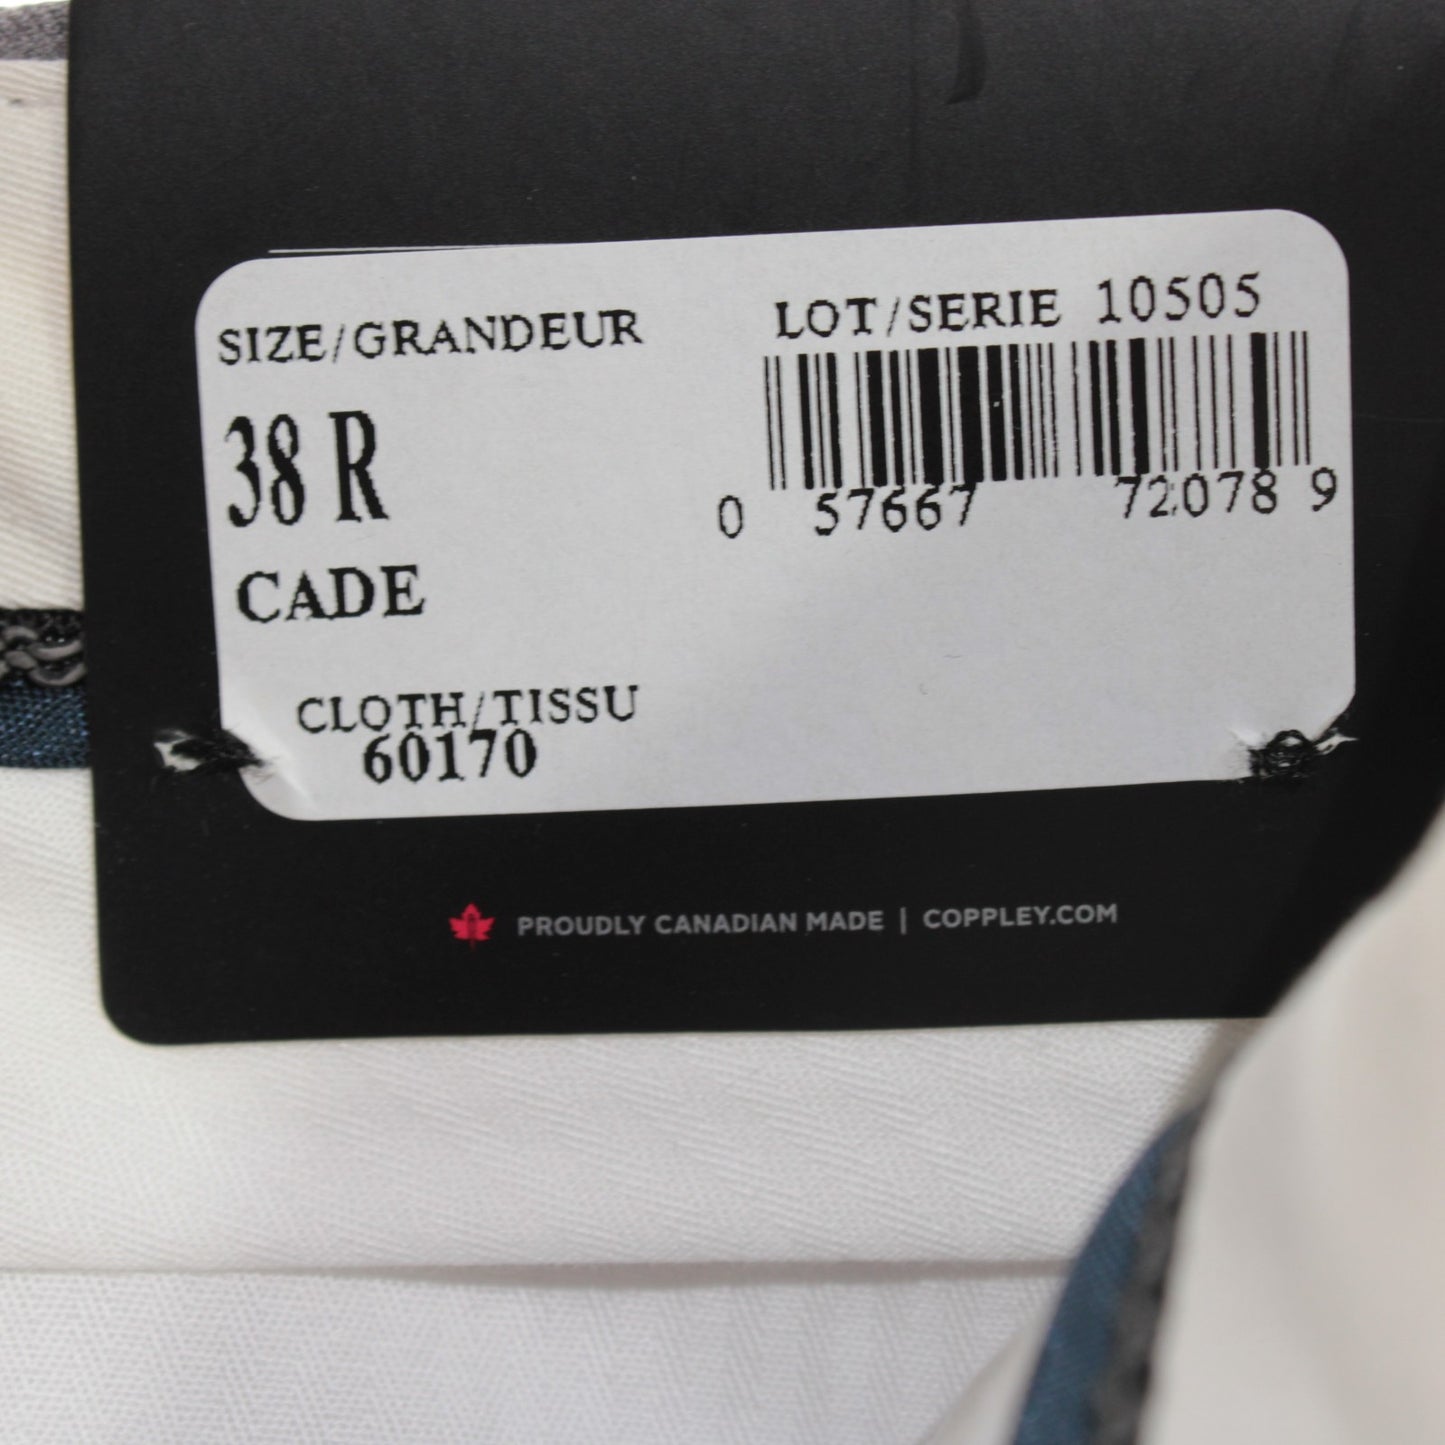 SIZE/GRANDEUR
38 R
CADE
LOT/SERIE 10505
0 57667 72078 9
CLOTH/TISSU
60170
PROUDLY CANADIAN MADE | COPPLEY.COM